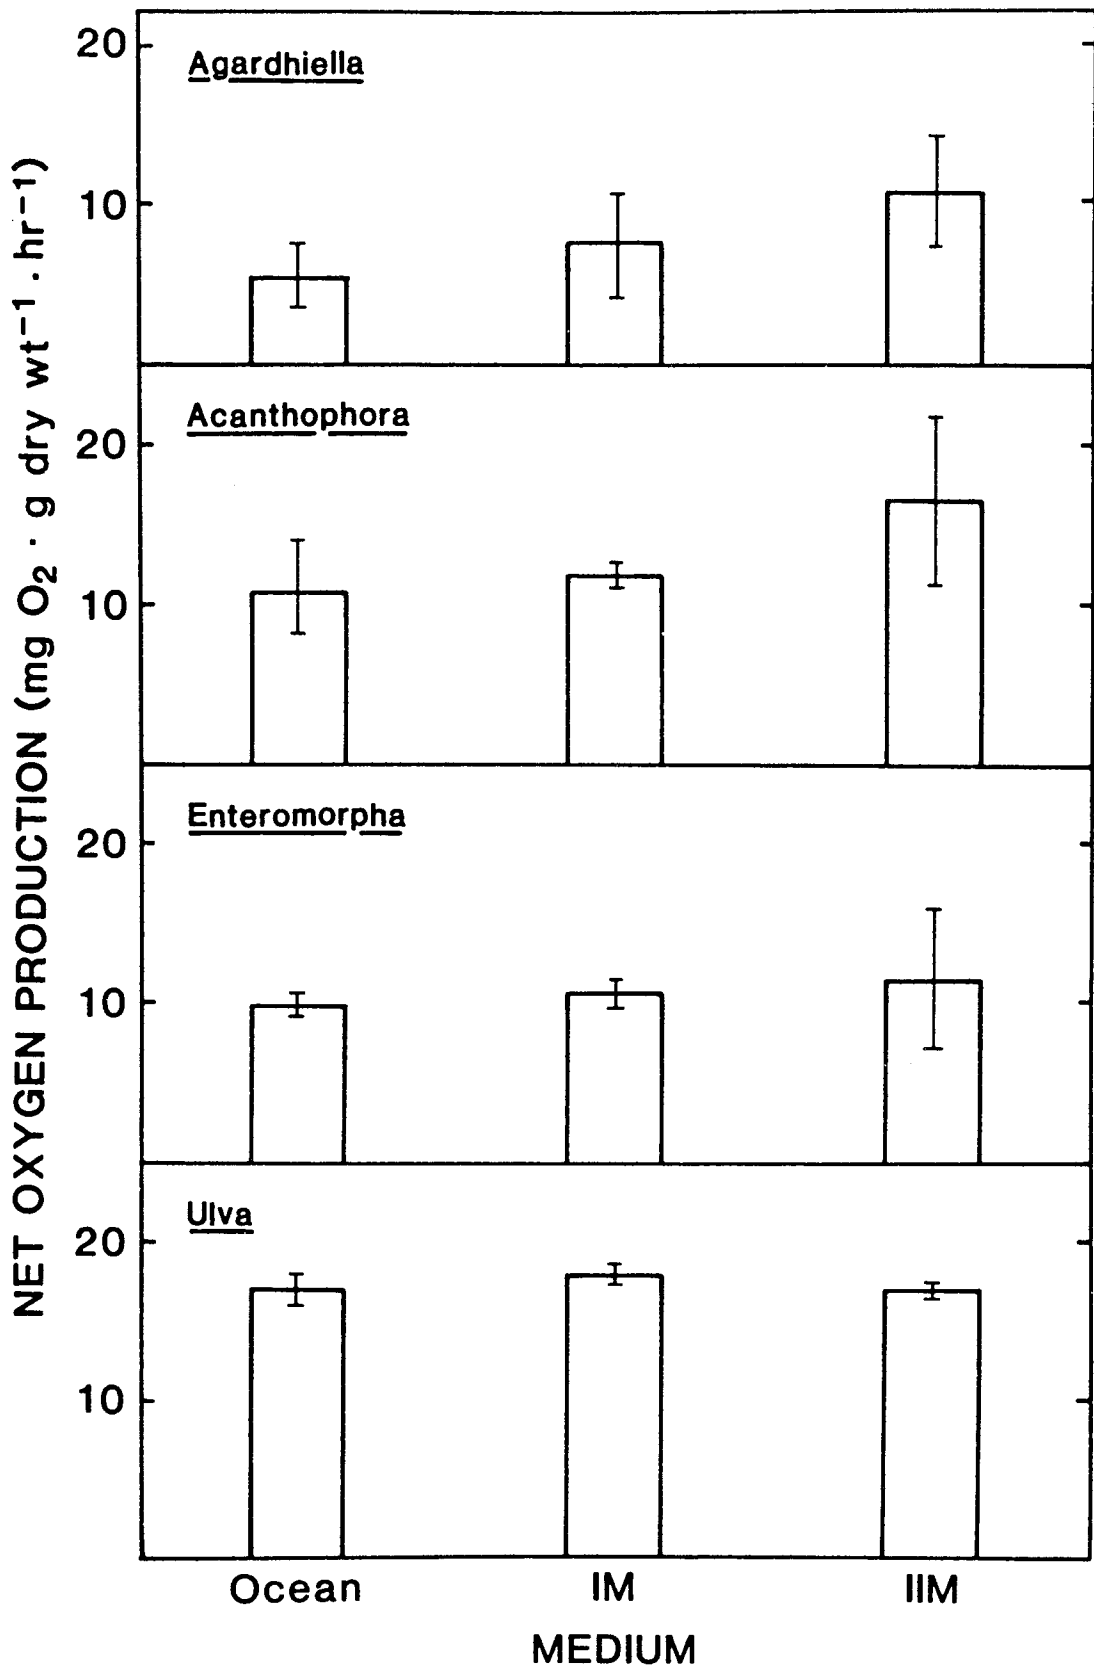 NET OXYGEN PRODUCTION (mg O₂ · g dry wt⁻¹ · hr⁻¹)
Agardhiella
20
10
Acanthophora
20
10
Enteromorpha
20
10
Ulva
20
10
Ocean IM IIM
MEDIUM